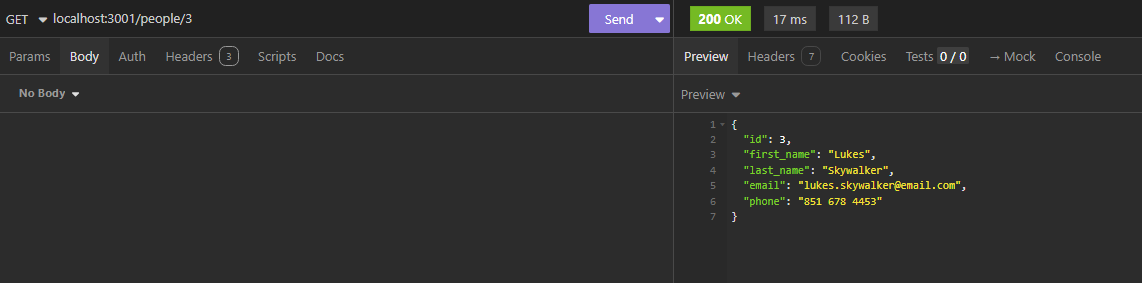 GET localhost:3001/people/3 Send
200 OK 17 ms 112 B
Params Body Auth Headers 3 Scripts Docs
No Body
Preview Headers 7 Cookies Tests 0 / 0 → Mock Console
Preview
1 {
2 "id": 3,
3 "first_name": "Lukes",
4 "last_name": "Skywalker",
5 "email": "lukes.skywalker@email.com",
6 "phone": "851 678 4453"
7 }